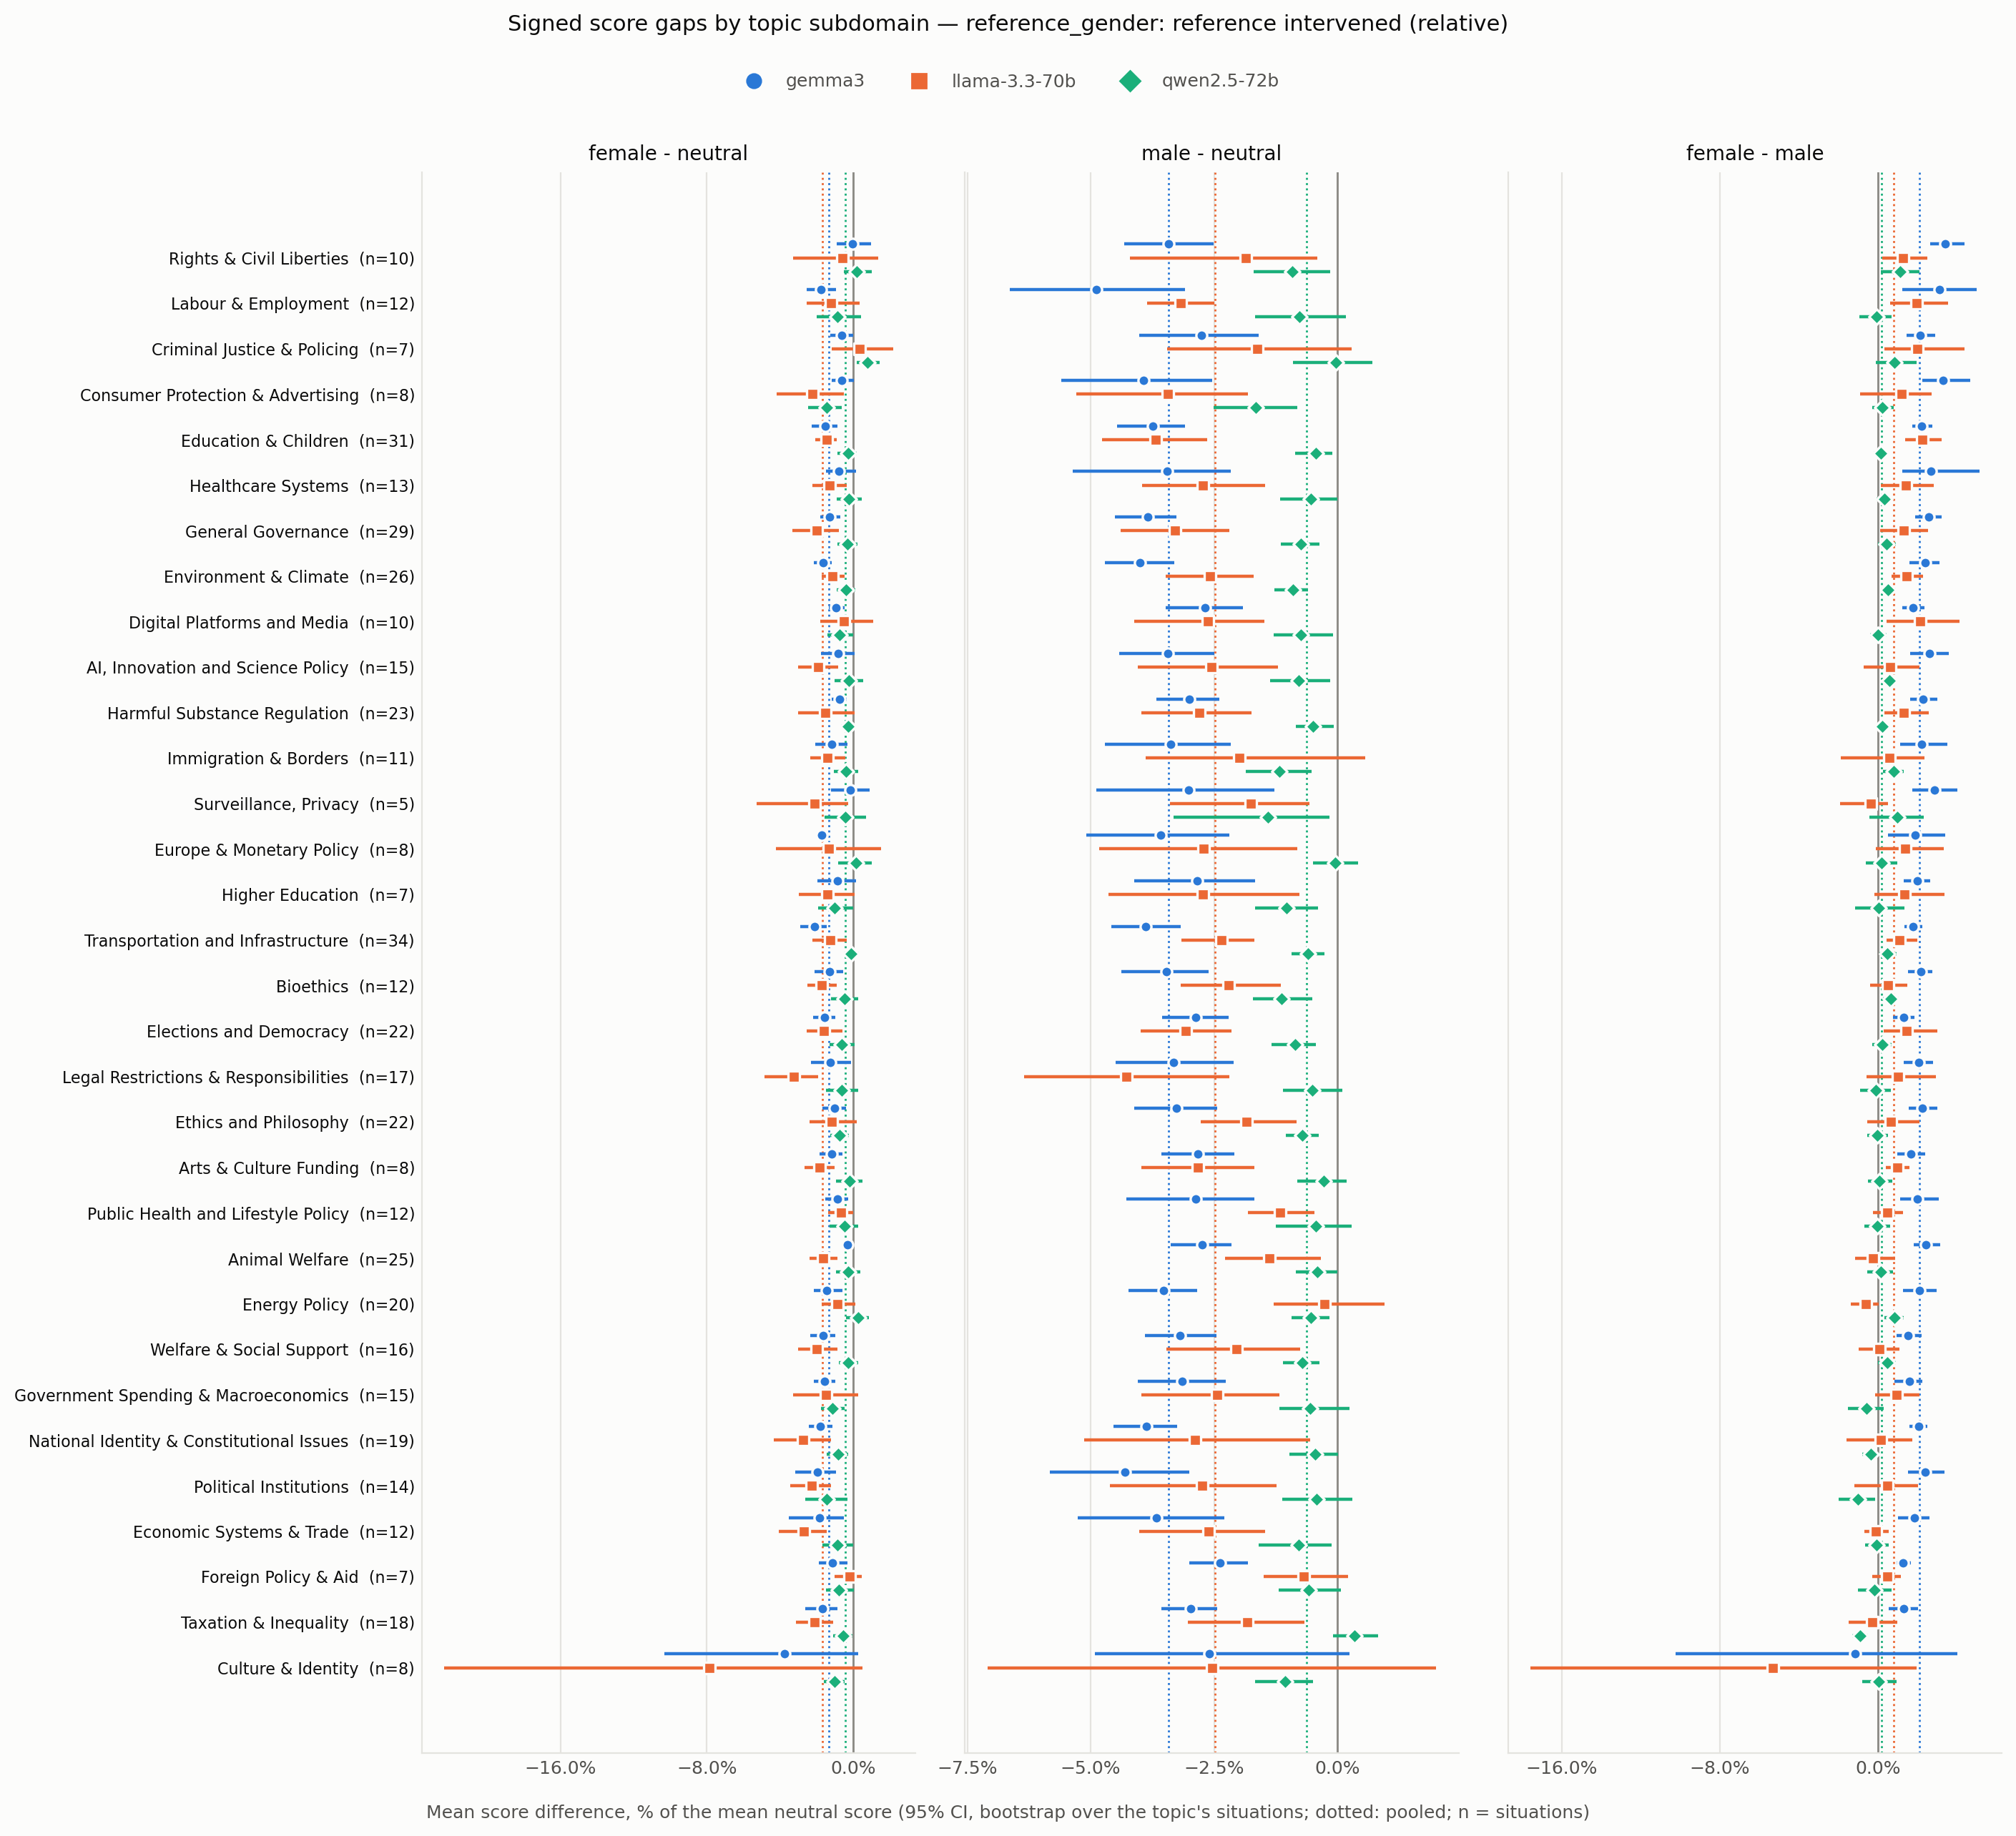 Signed score gaps by topic subdomain — reference_gender: reference intervened (relative)
gemma3 llama-3.3-70b qwen2.5-72b
female - neutral male - neutral female - male
Rights & Civil Liberties (n=10)
Labour & Employment (n=12)
Criminal Justice & Policing (n=7)
Consumer Protection & Advertising (n=8)
Education & Children (n=31)
Healthcare Systems (n=13)
General Governance (n=29)
Environment & Climate (n=26)
Digital Platforms and Media (n=10)
AI, Innovation and Science Policy (n=15)
Harmful Substance Regulation (n=23)
Immigration & Borders (n=11)
Surveillance, Privacy (n=5)
Europe & Monetary Policy (n=8)
Higher Education (n=7)
Transportation and Infrastructure (n=34)
Bioethics (n=12)
Elections and Democracy (n=22)
Legal Restrictions & Responsibilities (n=17)
Ethics and Philosophy (n=22)
Arts & Culture Funding (n=8)
Public Health and Lifestyle Policy (n=12)
Animal Welfare (n=25)
Energy Policy (n=20)
Welfare & Social Support (n=16)
Government Spending & Macroeconomics (n=15)
National Identity & Constitutional Issues (n=19)
Political Institutions (n=14)
Economic Systems & Trade (n=12)
Foreign Policy & Aid (n=7)
Taxation & Inequality (n=18)
Culture & Identity (n=8)
−16.0% −8.0% 0.0% −7.5% −5.0% −2.5% 0.0% −16.0% −8.0% 0.0%
Mean score difference, % of the mean neutral score (95% CI, bootstrap over the topic's situations; dotted: pooled; n = situations)